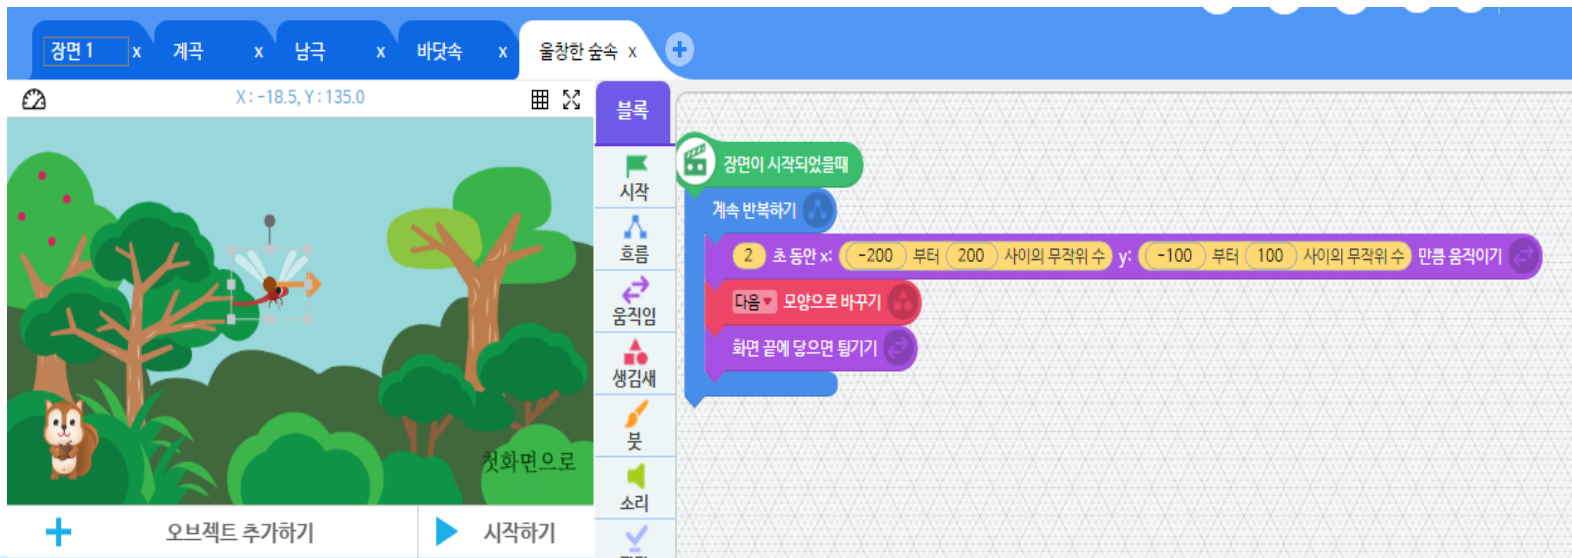 장면 1 x 계곡 x 남극 x 바닷속 x 울창한 숲속 x
X : -18.5, Y : 135.0
블록
시작
흐름
움직임
생김새
붓
소리
장면이 시작되었을때
계속 반복하기
2 초 동안 x: -200 부터 200 사이의 무작위 수 y: -100 부터 100 사이의 무작위 수 만큼 움직이기
다음 모양으로 바꾸기
화면 끝에 닿으면 튕기기
첫화면으로
오브젝트 추가하기
시작하기